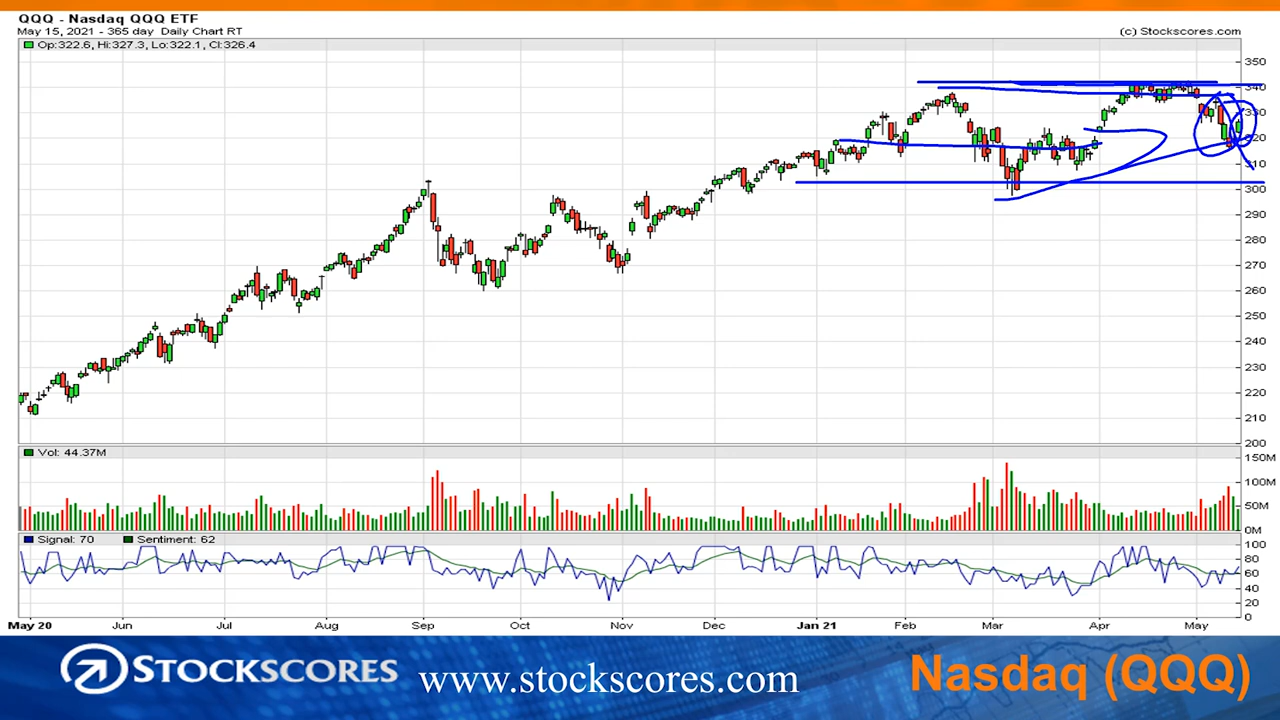 QQQ - Nasdaq QQQ ETF
May 15, 2021 - 365 day Daily Chart RT
(c) Stockscores.com
Op:322.6, Hi:327.3, Lo:322.1, Cl:326.4
350
340
330
320
310
300
290
280
270
260
250
240
230
220
210
200
Vol: 44.37M
150M
100M
50M
0M
Signal: 70 Sentiment: 62
100
80
60
40
20
0
May 20 Jun Jul Aug Sep Oct Nov Dec Jan 21 Feb Mar Apr May
STOCKSCORES www.stockscores.com Nasdaq (QQQ)